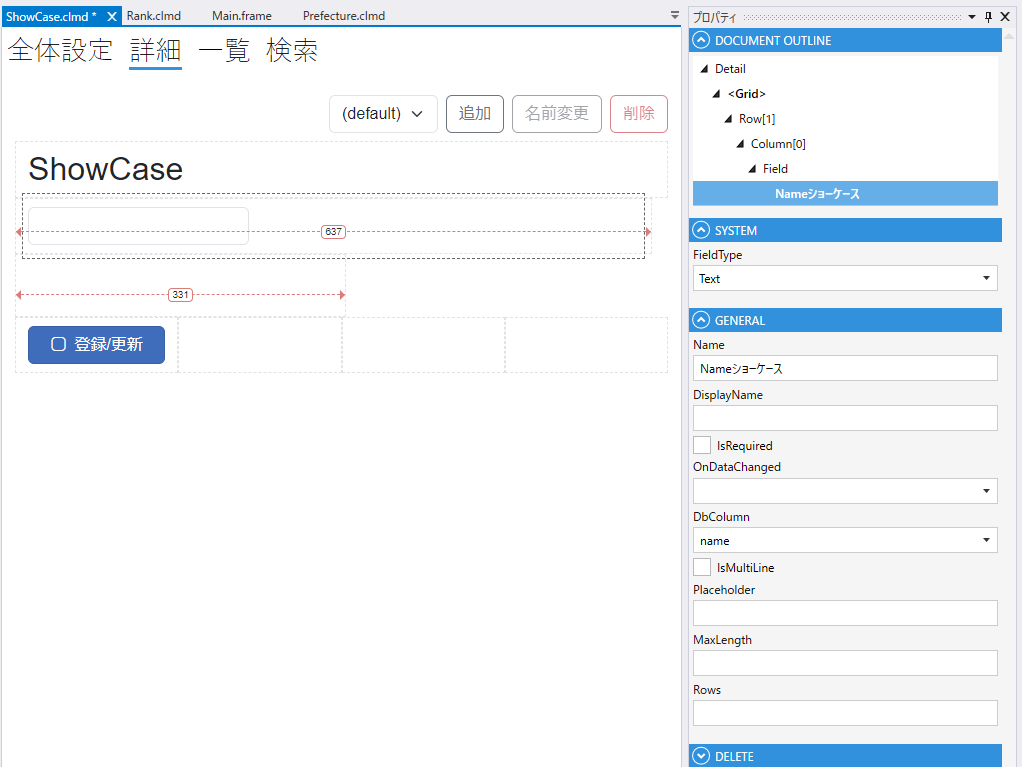 ShowCase.clmd *
Rank.clmd
Main.frame
Prefecture.clmd
全体設定 詳細 一覧 検索
(default)
追加
名前変更
削除
ShowCase
637
331
登録/更新
プロパティ
DOCUMENT OUTLINE
Detail
<Grid>
Row[1]
Column[0]
Field
Nameショーケース
SYSTEM
FieldType
Text
GENERAL
Name
Nameショーケース
DisplayName
IsRequired
OnDataChanged
DbColumn
name
IsMultiLine
Placeholder
MaxLength
Rows
DELETE